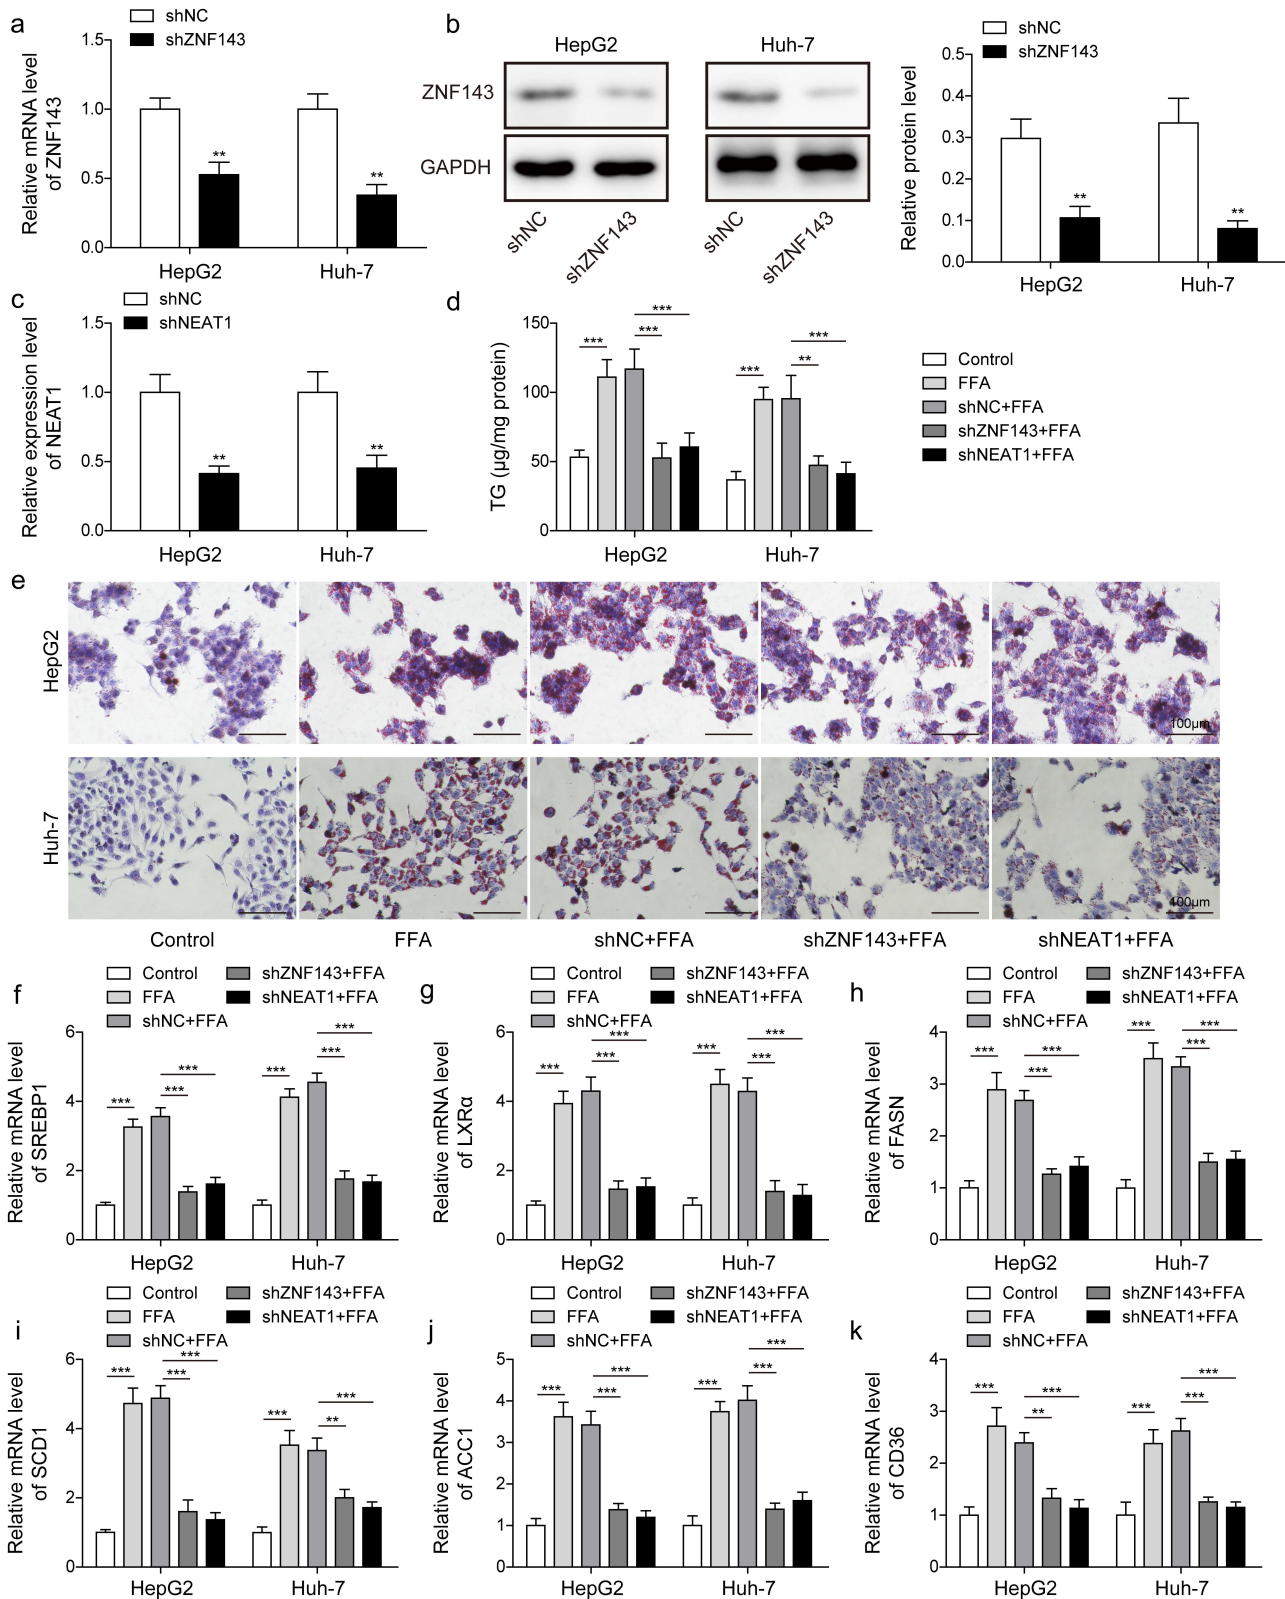 a
shNC
shZNF143
Relative mRNA level
of ZNF143
1.5
1.0
0.5
0.0
**
**
HepG2
Huh-7
b
HepG2
Huh-7
ZNF143
GAPDH
shNC
shZNF143
shNC
shZNF143
shNC
shZNF143
Relative protein level
0.5
0.4
0.3
0.2
0.1
0.0
**
**
HepG2
Huh-7
c
shNC
shNEAT1
Relative expression level
of NEAT1
1.5
1.0
0.5
0.0
**
**
HepG2
Huh-7
d
TG (μg/mg protein)
150
100
50
0
***
***
***
***
**
***
HepG2
Huh-7
Control
FFA
shNC+FFA
shZNF143+FFA
shNEAT1+FFA
e
HepG2
100μm
Huh-7
100μm
Control
FFA
shNC+FFA
shZNF143+FFA
shNEAT1+FFA
f
Control
FFA
shNC+FFA
shZNF143+FFA
shNEAT1+FFA
Relative mRNA level
of SREBP1
6
4
2
0
***
***
***
***
***
***
HepG2
Huh-7
g
Control
FFA
shNC+FFA
shZNF143+FFA
shNEAT1+FFA
Relative mRNA level
of LXRα
6
4
2
0
***
***
***
***
***
***
HepG2
Huh-7
h
Control
FFA
shNC+FFA
shZNF143+FFA
shNEAT1+FFA
Relative mRNA level
of FASN
4
3
2
1
0
***
***
***
***
***
***
HepG2
Huh-7
i
Control
FFA
shNC+FFA
shZNF143+FFA
shNEAT1+FFA
Relative mRNA level
of SCD1
6
4
2
0
***
***
***
***
**
***
HepG2
Huh-7
j
Control
FFA
shNC+FFA
shZNF143+FFA
shNEAT1+FFA
Relative mRNA level
of ACC1
5
4
3
2
1
0
***
***
***
***
***
***
HepG2
Huh-7
k
Control
FFA
shNC+FFA
shZNF143+FFA
shNEAT1+FFA
Relative mRNA level
of CD36
4
3
2
1
0
***
**
***
***
***
***
HepG2
Huh-7